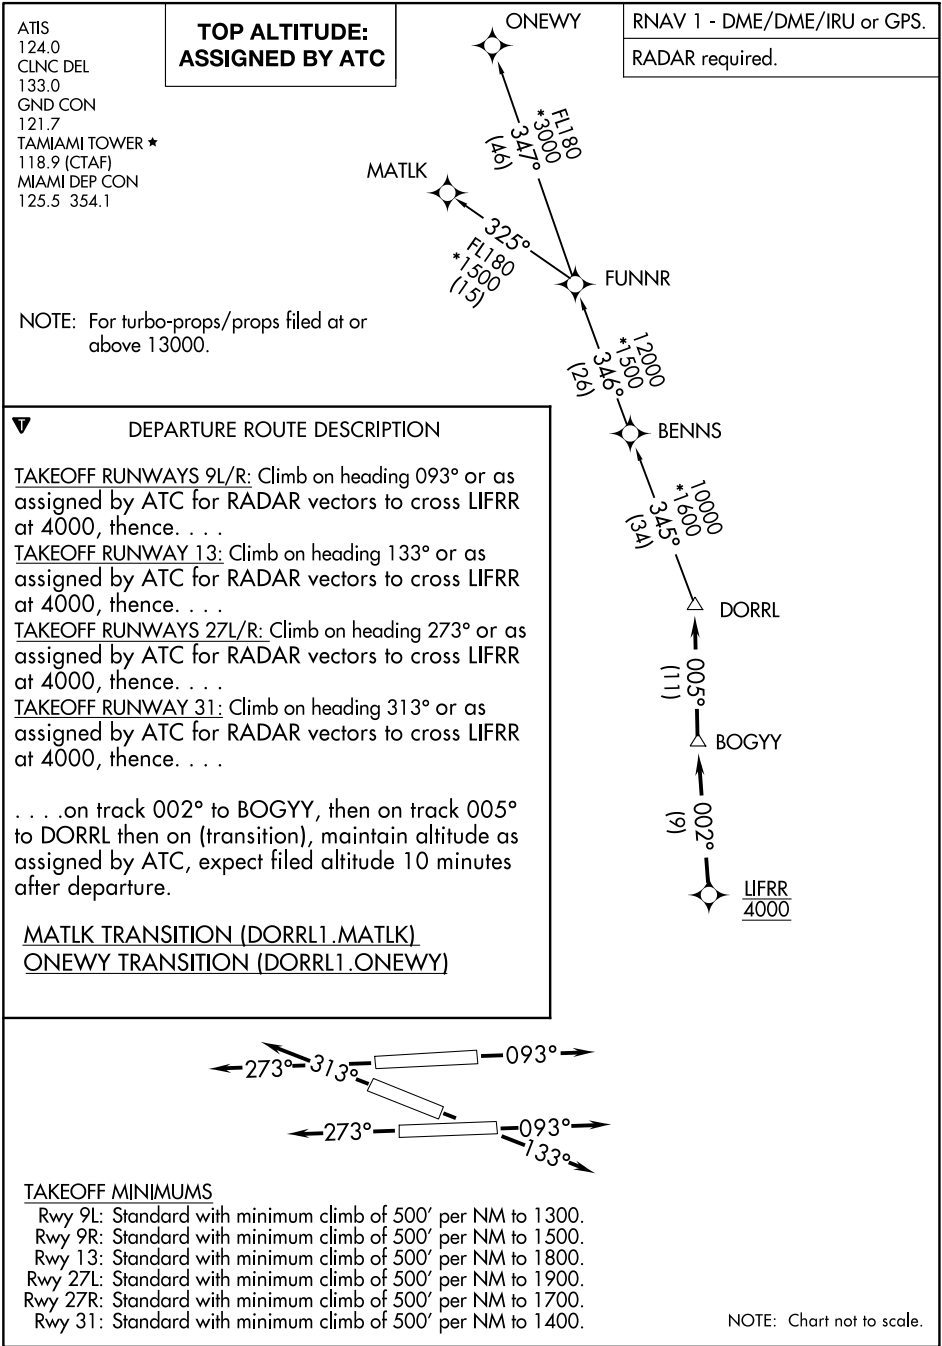 ATIS
124.0
CLNC DEL
133.0
GND CON
121.7
TAMIAMI TOWER ★
118.9 (CTAF)
MIAMI DEP CON
125.5 354.1
TOP ALTITUDE:
ASSIGNED BY ATC
RNAV 1 - DME/DME/IRU or GPS.
RADAR required.
ONEWY
FL180
*3000
347°
(46)
MATLK
325°
FL180
*1500
(15)
FUNNR
NOTE: For turbo-props/props filed at or
above 13000.
12000
*1500
346°
(26)
BENNS
10000
*1600
345°
(34)
DORRL
005°
(11)
BOGYY
002°
(9)
LIFRR
4000
T
DEPARTURE ROUTE DESCRIPTION
TAKEOFF RUNWAYS 9L/R: Climb on heading 093° or as
assigned by ATC for RADAR vectors to cross LIFRR
at 4000, thence. . . .
TAKEOFF RUNWAY 13: Climb on heading 133° or as
assigned by ATC for RADAR vectors to cross LIFRR
at 4000, thence. . . .
TAKEOFF RUNWAYS 27L/R: Climb on heading 273° or as
assigned by ATC for RADAR vectors to cross LIFRR
at 4000, thence. . . .
TAKEOFF RUNWAY 31: Climb on heading 313° or as
assigned by ATC for RADAR vectors to cross LIFRR
at 4000, thence. . . .
. . . .on track 002° to BOGYY, then on track 005°
to DORRL then on (transition), maintain altitude as
assigned by ATC, expect filed altitude 10 minutes
after departure.
MATLK TRANSITION (DORRL1.MATLK)
ONEWY TRANSITION (DORRL1.ONEWY)
273°
313°
093°
273°
093°
133°
TAKEOFF MINIMUMS
Rwy 9L: Standard with minimum climb of 500' per NM to 1300.
Rwy 9R: Standard with minimum climb of 500' per NM to 1500.
Rwy 13: Standard with minimum climb of 500' per NM to 1800.
Rwy 27L: Standard with minimum climb of 500' per NM to 1900.
Rwy 27R: Standard with minimum climb of 500' per NM to 1700.
Rwy 31: Standard with minimum climb of 500' per NM to 1400.
NOTE: Chart not to scale.